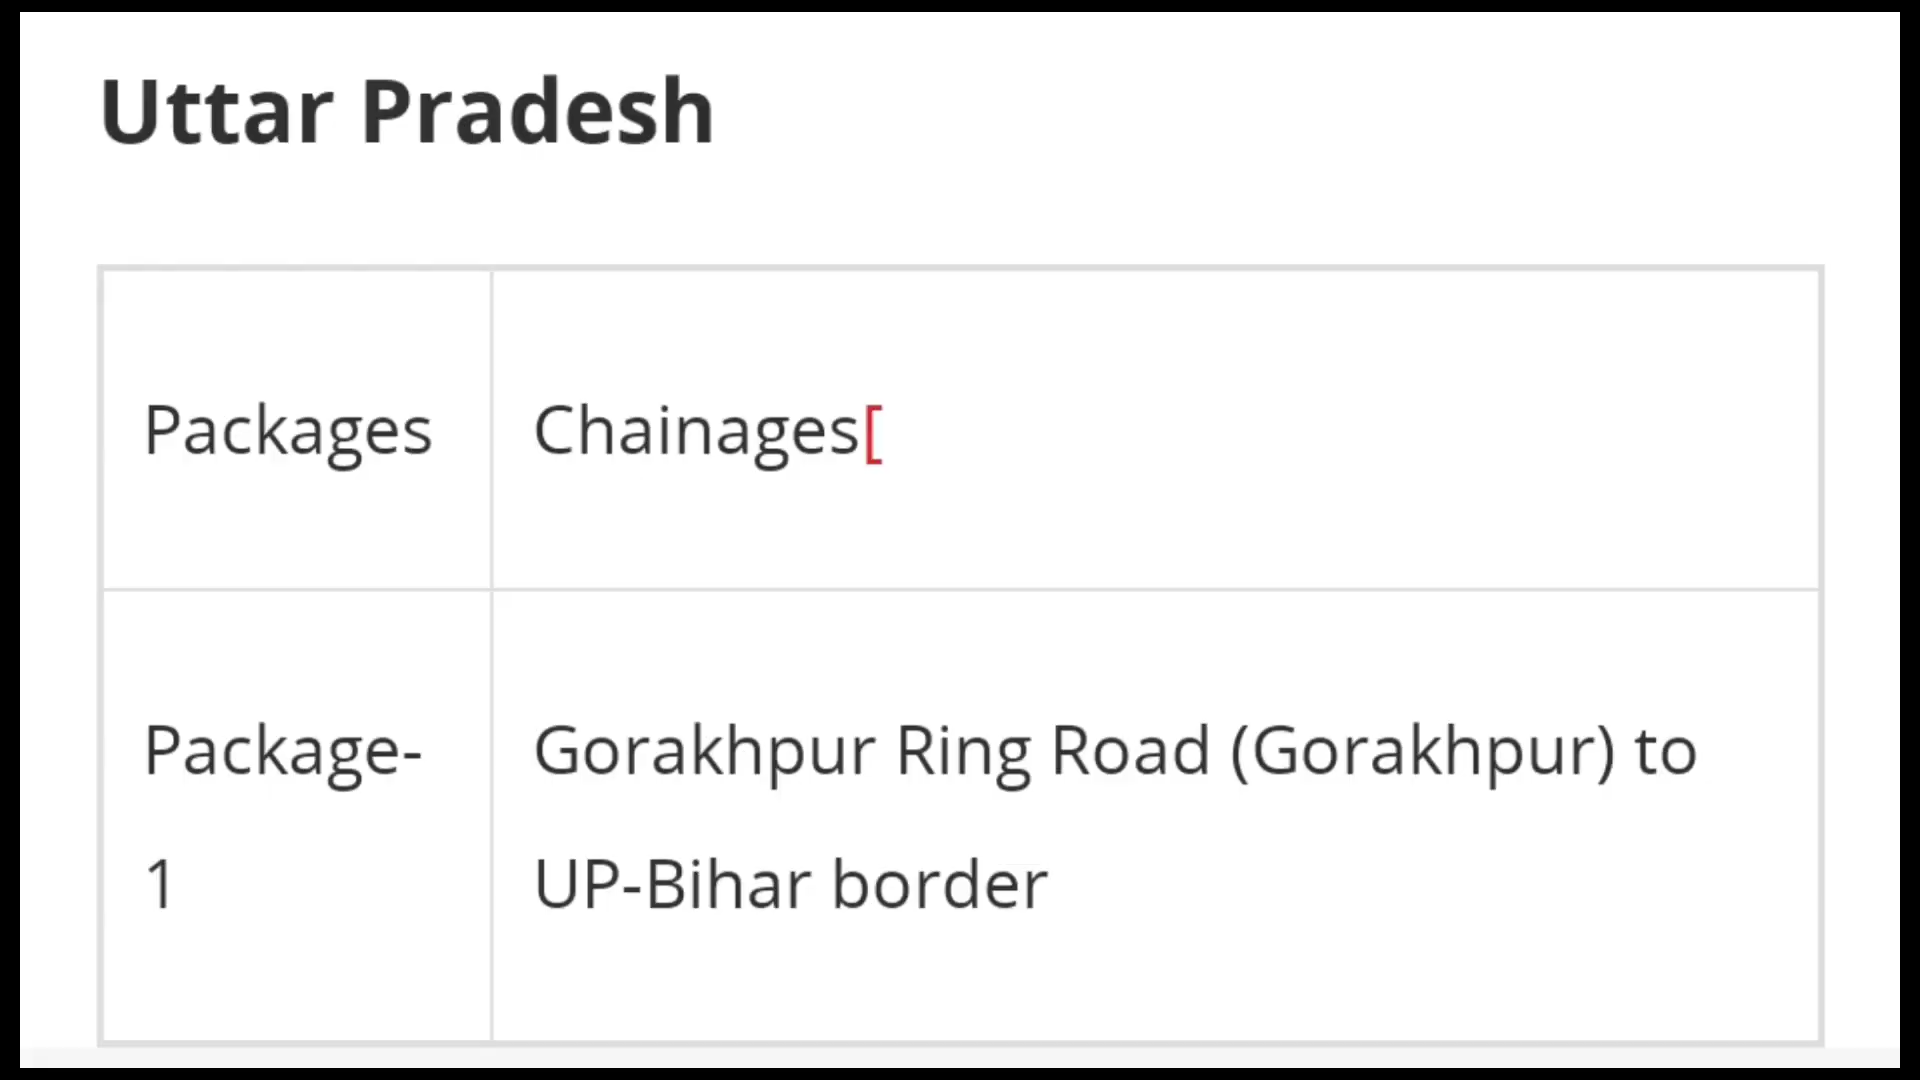 Uttar Pradesh
Packages
Chainages[
Package-
1
Gorakhpur Ring Road (Gorakhpur) to
UP-Bihar border